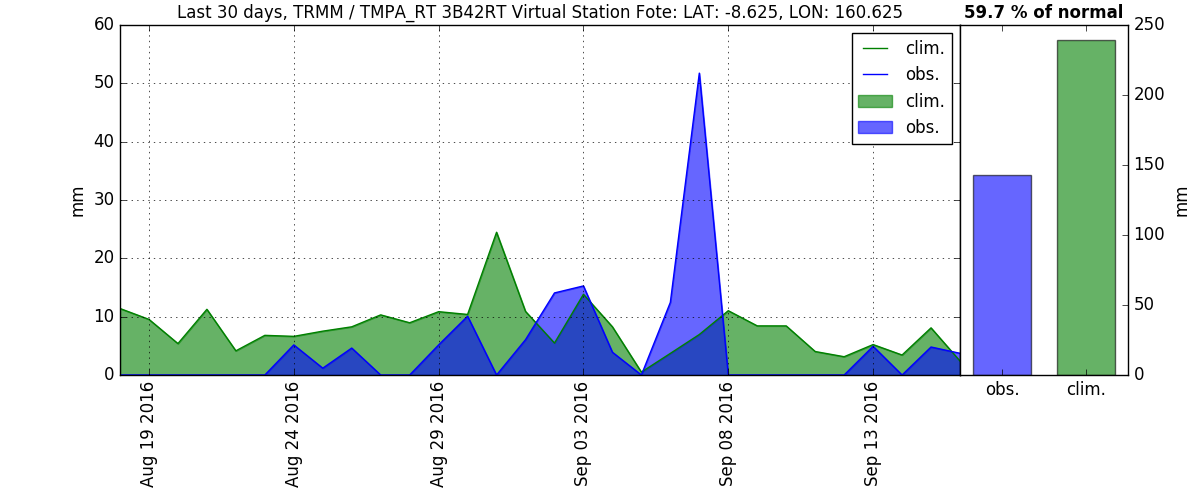 Last 30 days, TRMM / TMPA_RT 3B42RT Virtual Station Fote: LAT: -8.625, LON: 160.625
59.7 % of normal
60
50
40
30
20
10
0
mm
clim.
obs.
clim.
obs.
250
200
150
100
50
0
mm
Aug 19 2016
Aug 24 2016
Aug 29 2016
Sep 03 2016
Sep 08 2016
Sep 13 2016
obs.
clim.